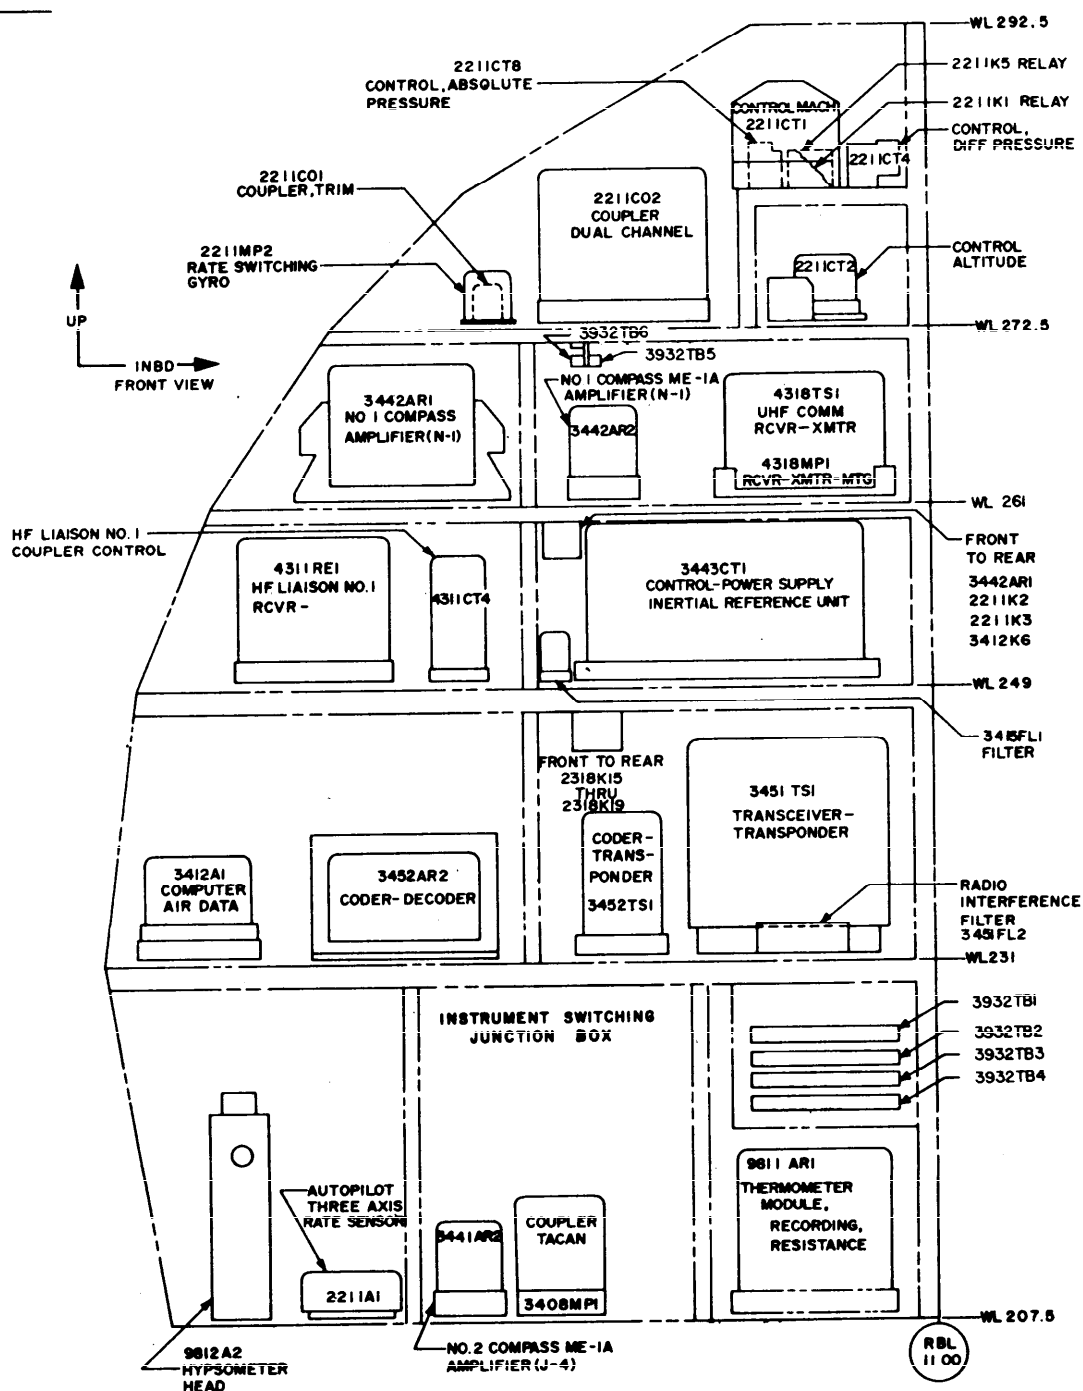 WL 292.5
2211CT8
CONTROL, ABSOLUTE
PRESSURE
2211K5 RELAY
2211K1 RELAY
CONTROL MACH
2211CT1
CONTROL,
DIFF PRESSURE
2211CT4
2211CO1
COUPLER, TRIM
2211CO2
COUPLER
DUAL CHANNEL
2211MP2
RATE SWITCHING
GYRO
2211CT2
CONTROL
ALTITUDE
UP
INBD
FRONT VIEW
WL 272.5
3932TB6
3932TB5
NO 1 COMPASS ME-1A
AMPLIFIER (N-1)
3442AR1
NO 1 COMPASS
AMPLIFIER (N-1)
3442AR2
4318TS1
UHF COMM
RCVR-XMTR
4318MP1
RCVR-XMTR-MTG
WL 261
HF LIAISON NO. 1
COUPLER CONTROL
4311RE1
HF LIAISON NO. 1
RCVR-
4311CT4
3443CT1
CONTROL-POWER SUPPLY
INERTIAL REFERENCE UNIT
FRONT
TO REAR
3442AR1
2211K2
2211K3
3412K6
WL 249
3415FL1
FILTER
FRONT TO REAR
2318K15
THRU
2318K19
3451 TS1
TRANSCEIVER-
TRANSPONDER
CODER-
TRANS-
PONDER
3452TS1
3412A1
COMPUTER
AIR DATA
3452AR2
CODER-DECODER
RADIO
INTERFERENCE
FILTER
3451FL2
WL231
INSTRUMENT SWITCHING
JUNCTION BOX
3932TB1
3932TB2
3932TB3
3932TB4
9811 AR1
THERMOMETER
MODULE,
RECORDING,
RESISTANCE
AUTOPILOT
THREE AXIS
RATE SENSOR
2211A1
3441AR2
COUPLER
TACAN
3408MP1
WL 207.5
9812A2
HYPSOMETER
HEAD
NO. 2 COMPASS ME-1A
AMPLIFIER (J-4)
RBL
11 00